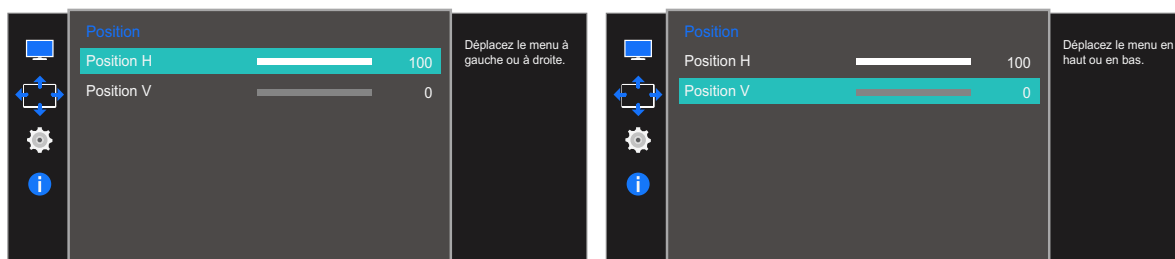 Position
Position H 100
Position V 0
Déplacez le menu à
gauche ou à droite.
Position
Position H 100
Position V 0
Déplacez le menu en
haut ou en bas.